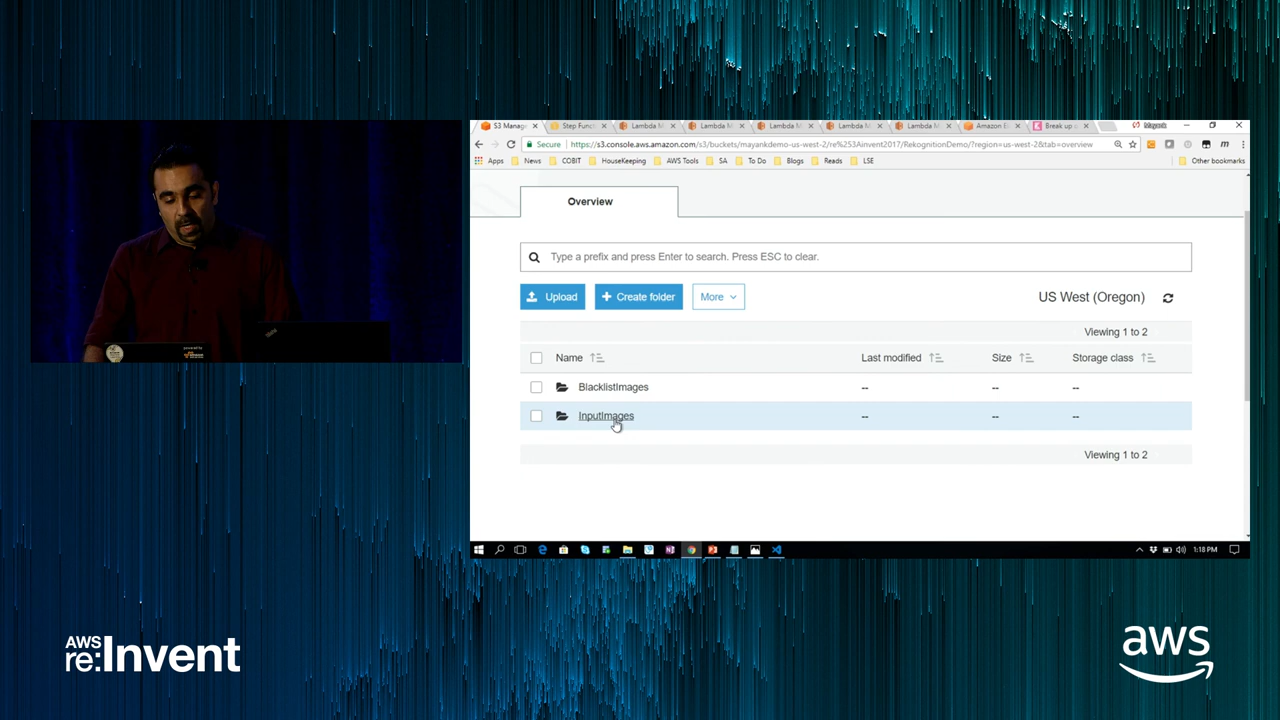 S3 Manag
Step Funct
Lambda M
Lambda M
Lambda M
Lambda M
Lambda M
Amazon E
Break up
Mayank
Secure
https://s3.console.aws.amazon.com/s3/buckets/mayankdemo-us-west-2/re%253Ainvent2017/RekognitionDemo/?region=us-west-2&tab=overview
Apps
News
COBIT
HouseKeeping
AWS Tools
SA
To Do
Blogs
Reads
LSE
Other bookmarks
Overview
Type a prefix and press Enter to search. Press ESC to clear.
Upload
Create folder
More
US West (Oregon)
Viewing 1 to 2
Name
Last modified
Size
Storage class
BlacklistImages
--
--
--
InputImages
--
--
--
Viewing 1 to 2
1:18 PM
AWS
re:Invent
aws